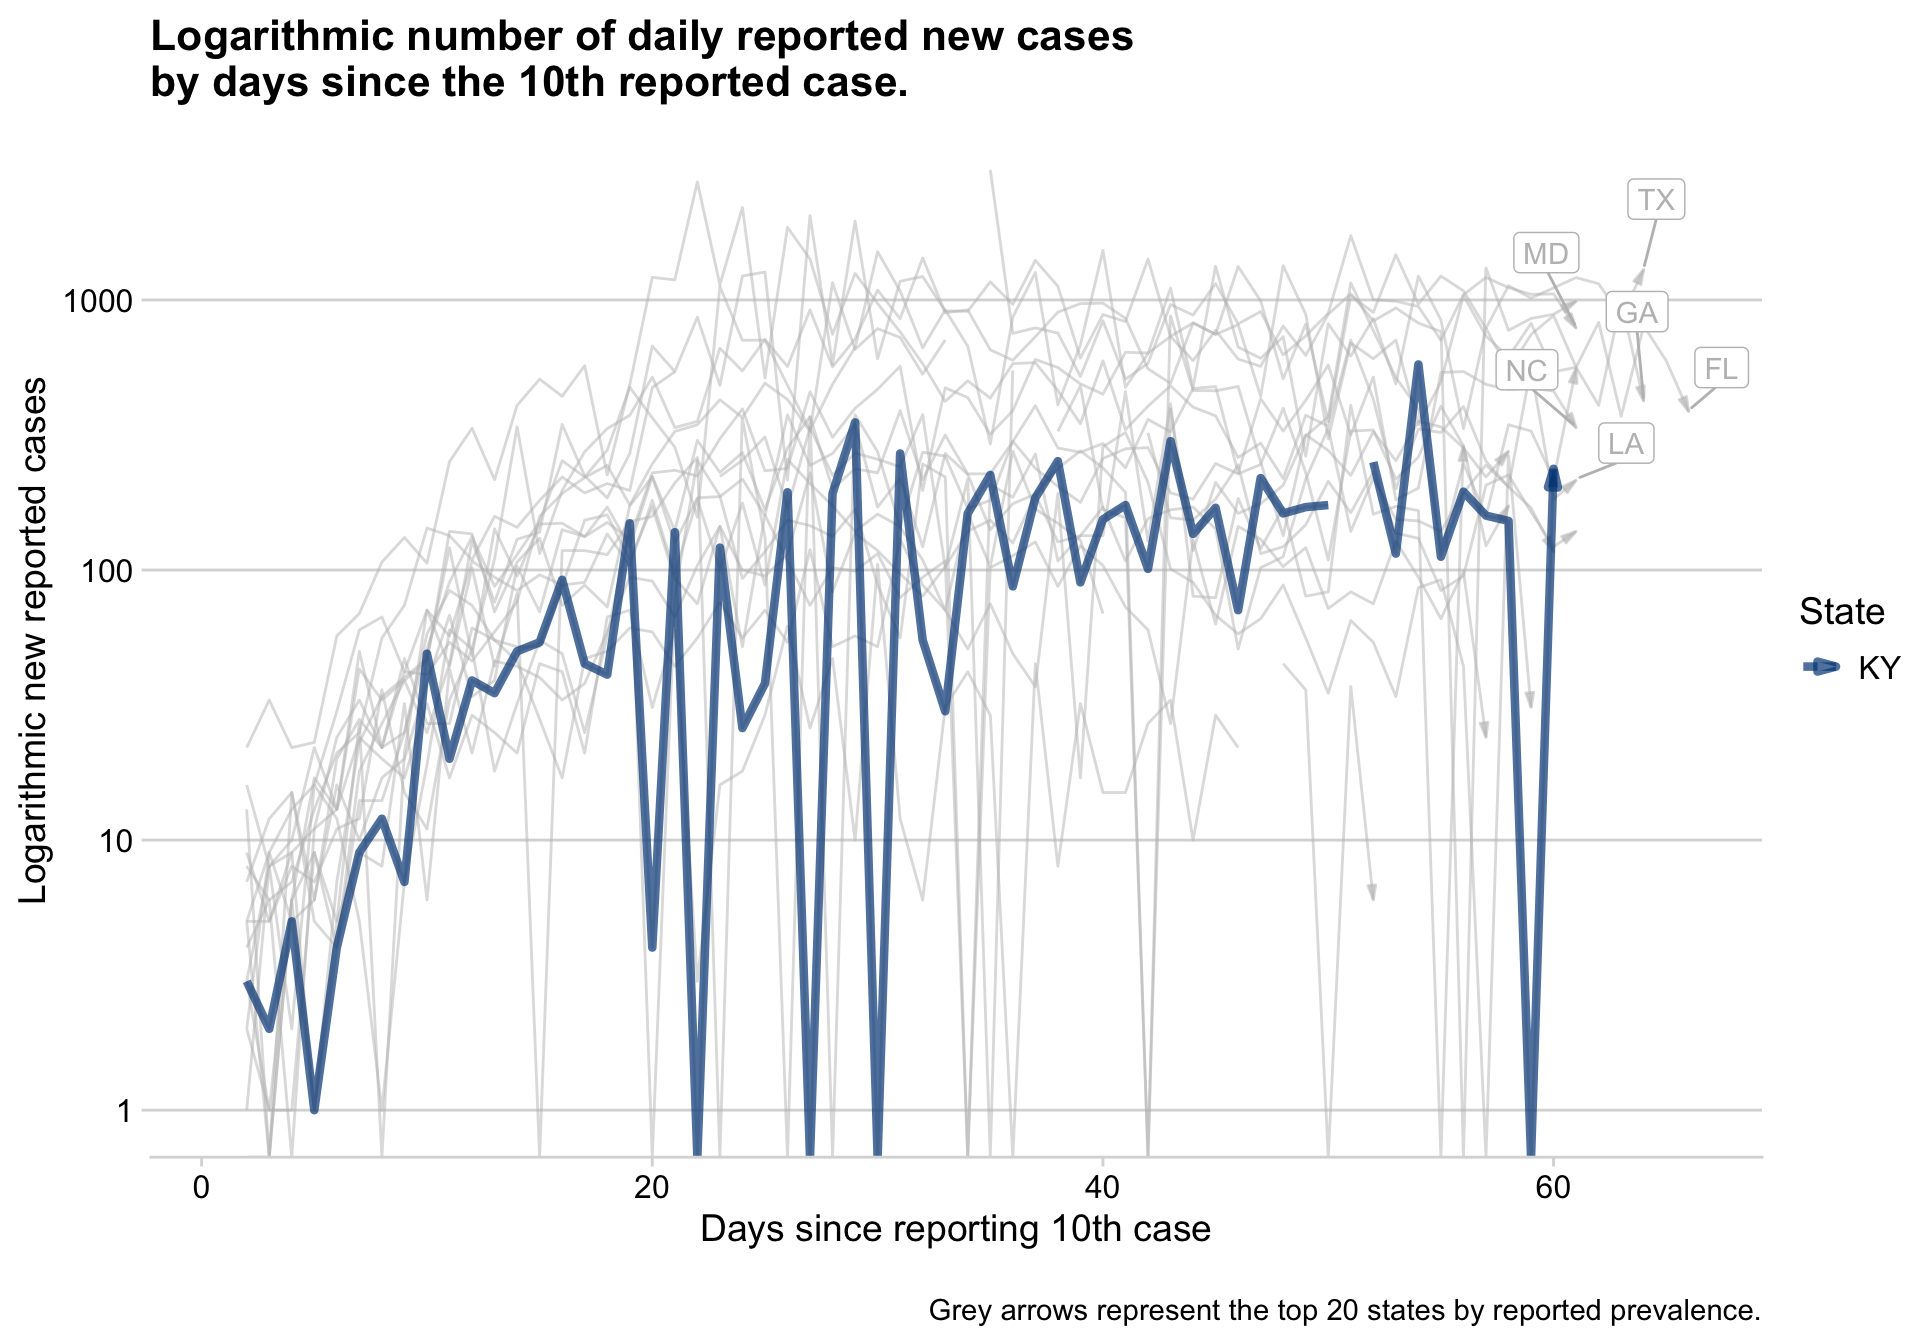 Logarithmic number of daily reported new cases
by days since the 10th reported case.
Logarithmic new reported cases
1000
100
10
1
TX
MD
GA
NC
FL
LA
State
KY
0
20
40
60
Days since reporting 10th case
Grey arrows represent the top 20 states by reported prevalence.